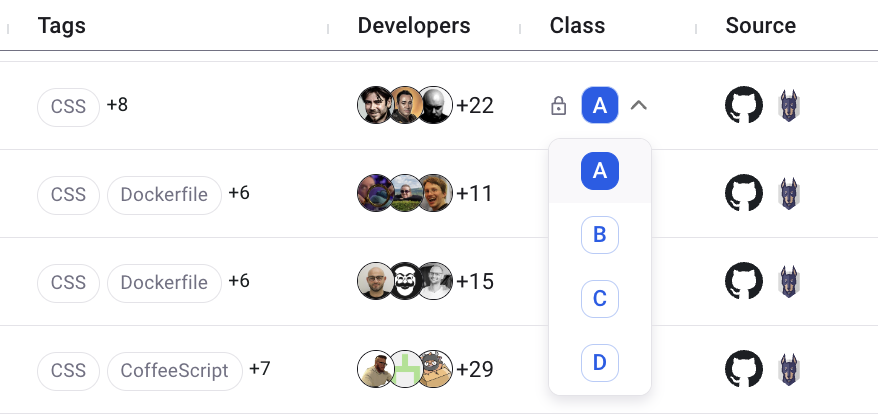 Tags Developers Class Source
CSS +8 +22 A
A
CSS Dockerfile +6 +11
B
CSS Dockerfile +6 +15
C
CSS CoffeeScript +7 +29
D